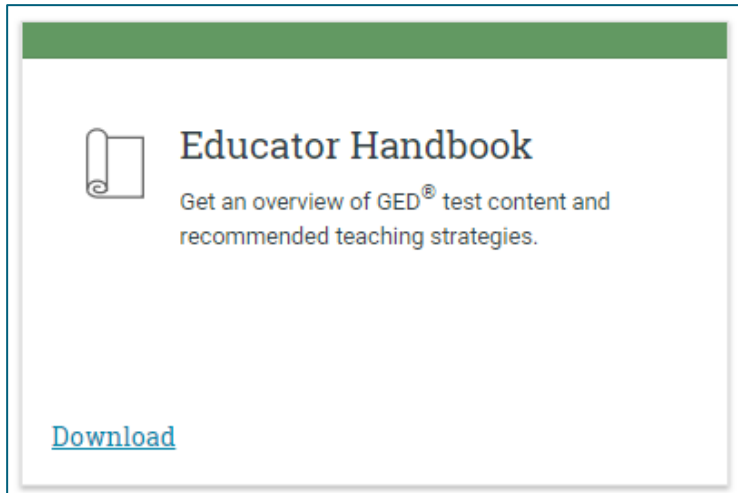 Educator Handbook
Get an overview of GED® test content and
recommended teaching strategies.
Download